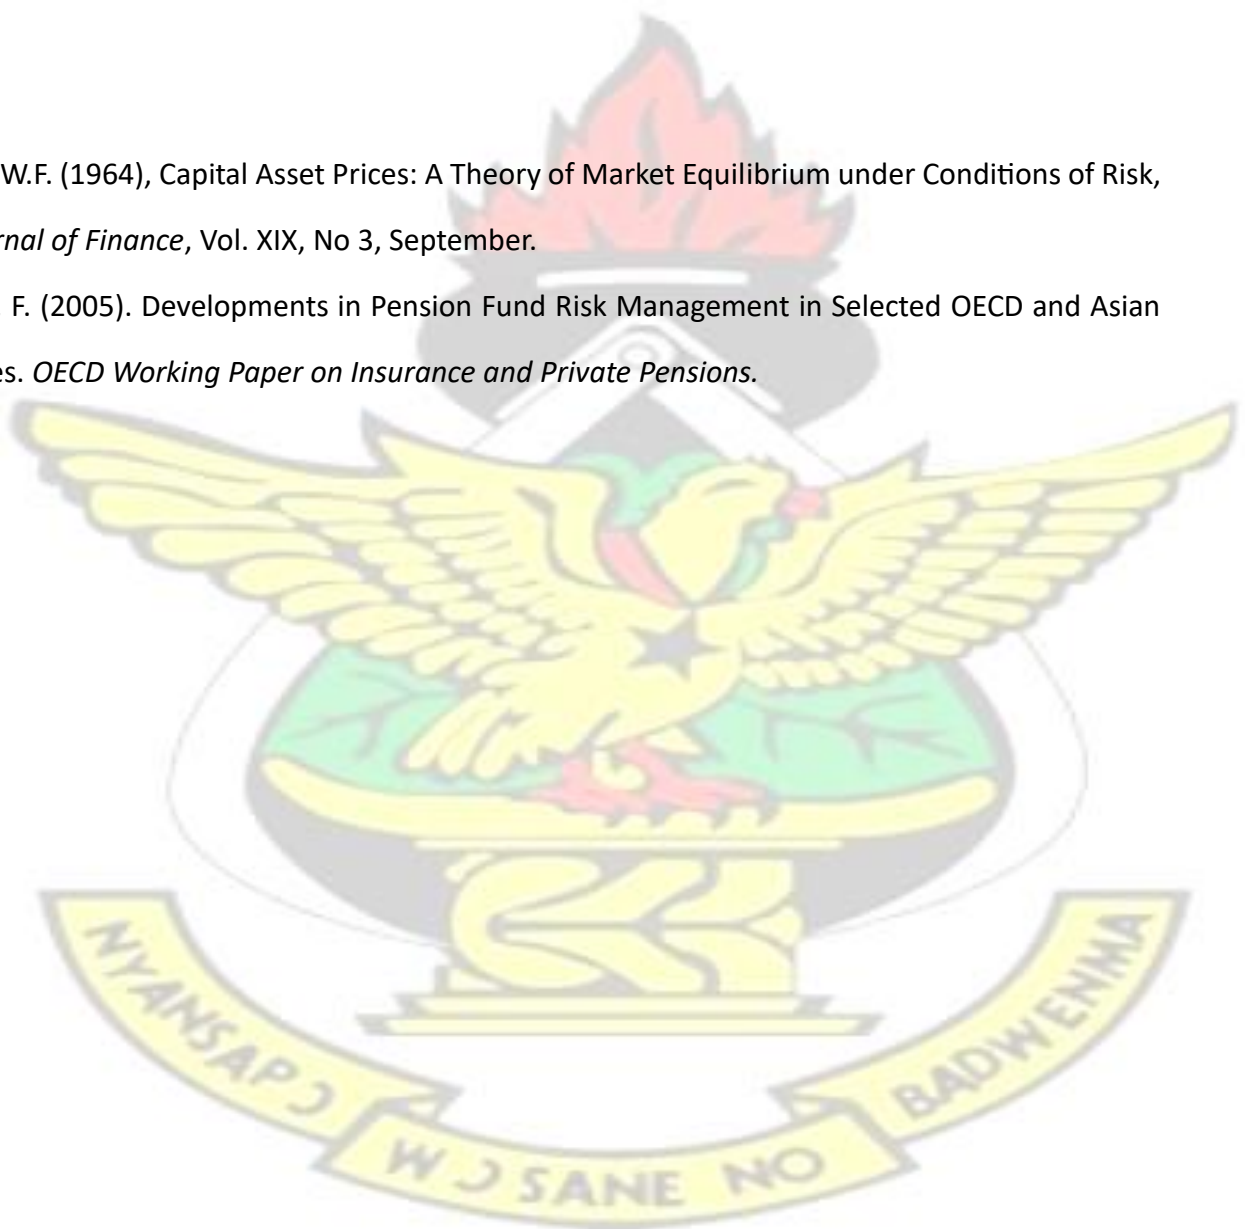 W.F. (1964), Capital Asset Prices: A Theory of Market Equilibrium under Conditions of Risk,
rnal of Finance, Vol. XIX, No 3, September.
F. (2005). Developments in Pension Fund Risk Management in Selected OECD and Asian
es. OECD Working Paper on Insurance and Private Pensions.
NYANSAPƆ
WƆSANE NO
BADWENMA